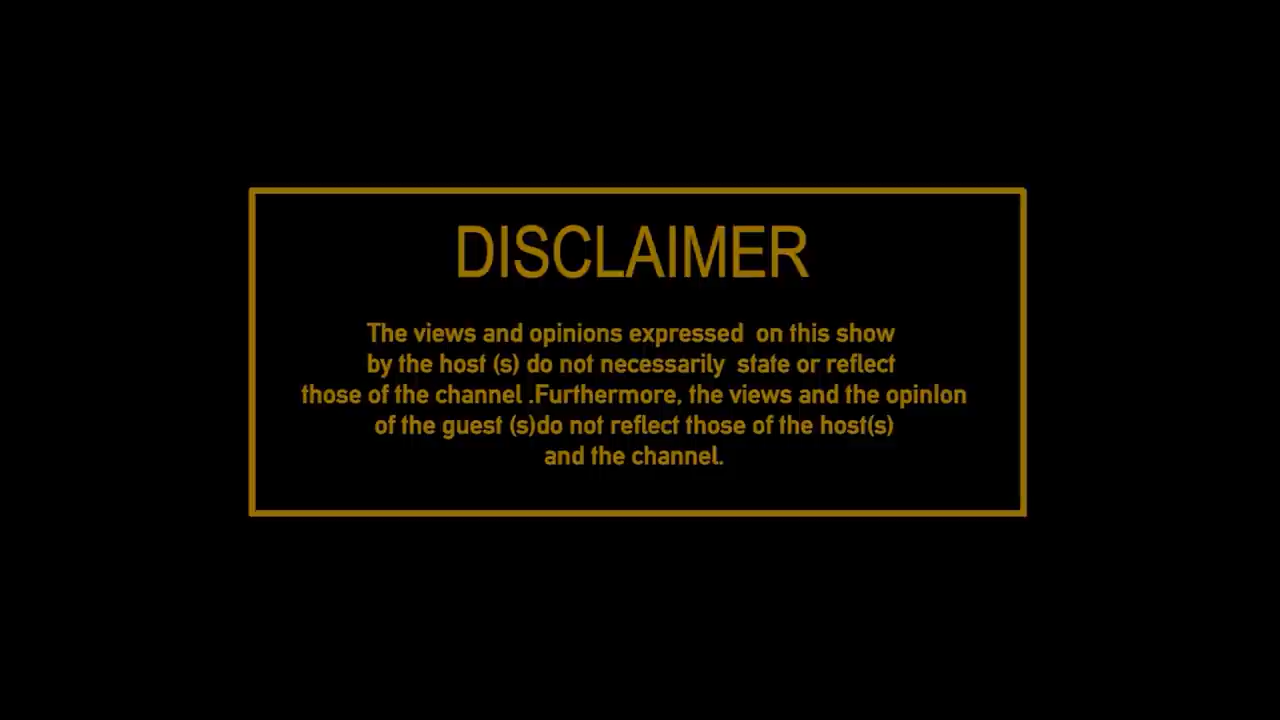 DISCLAIMER
The views and opinions expressed  on this show
by the host (s) do not necessarily  state or reflect
those of the channel .Furthermore, the views and the opinIon
of the guest (s)do not reflect those of the host(s)
and the channel.